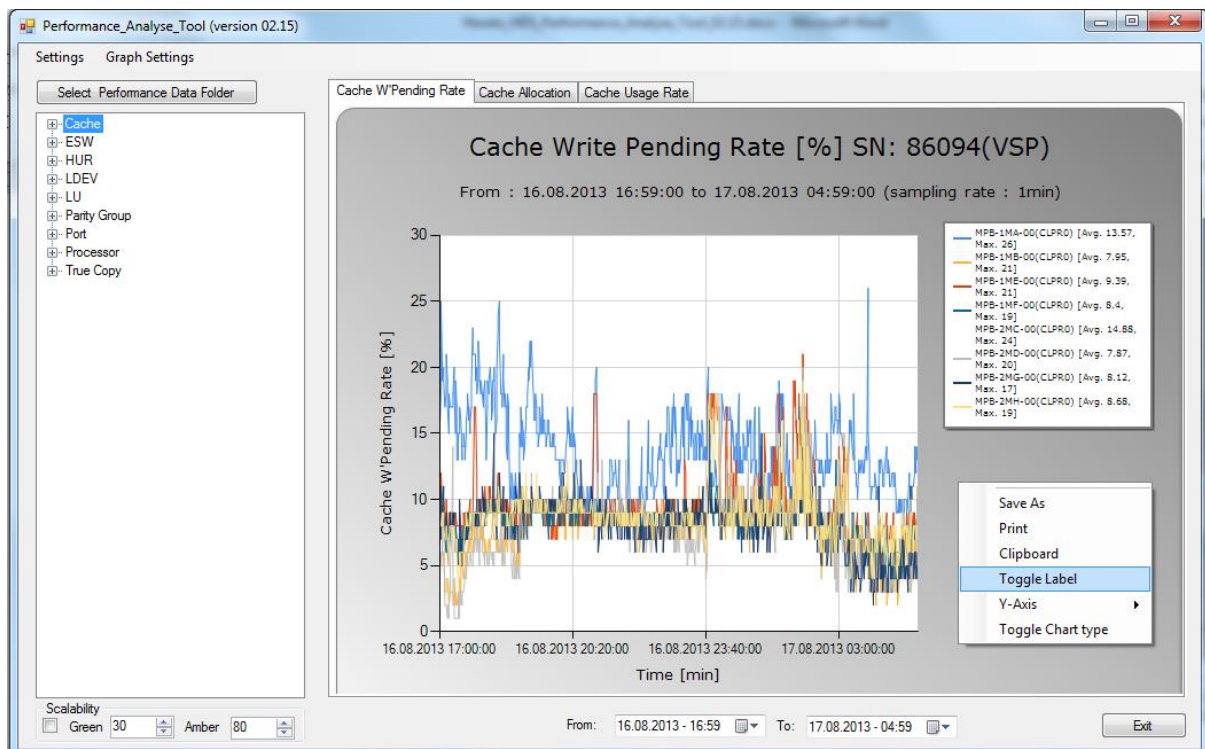 Performance_Analyse_Tool (version 02.15)
Settings Graph Settings
Select Performance Data Folder
Cache
ESW
HUR
LDEV
LU
Parity Group
Port
Processor
True Copy
Scalability
Green 30 Amber 80
Cache W'Pending Rate Cache Allocation Cache Usage Rate
Cache Write Pending Rate [%] SN: 86094(VSP)
From : 16.08.2013 16:59:00 to 17.08.2013 04:59:00 (sampling rate : 1min)
Cache W'Pending Rate [%]
30
25
20
15
10
5
0
16.08.2013 17:00:00 16.08.2013 20:20:00 16.08.2013 23:40:00 17.08.2013 03:00:00
Time [min]
MPB-1MA-00(CLPR0) [Avg. 13.57,
Max. 26]
MPB-1MB-00(CLPR0) [Avg. 7.95,
Max. 21]
MPB-1ME-00(CLPR0) [Avg. 9.39,
Max. 21]
MPB-1MF-00(CLPR0) [Avg. 8.4,
Max. 19]
MPB-2MC-00(CLPR0) [Avg. 14.88,
Max. 24]
MPB-2MD-00(CLPR0) [Avg. 7.87,
Max. 20]
MPB-2MG-00(CLPR0) [Avg. 8.12,
Max. 17]
MPB-2MH-00(CLPR0) [Avg. 8.68,
Max. 19]
Save As
Print
Clipboard
Toggle Label
Y-Axis
Toggle Chart type
From: 16.08.2013 - 16:59 To: 17.08.2013 - 04:59
Exit